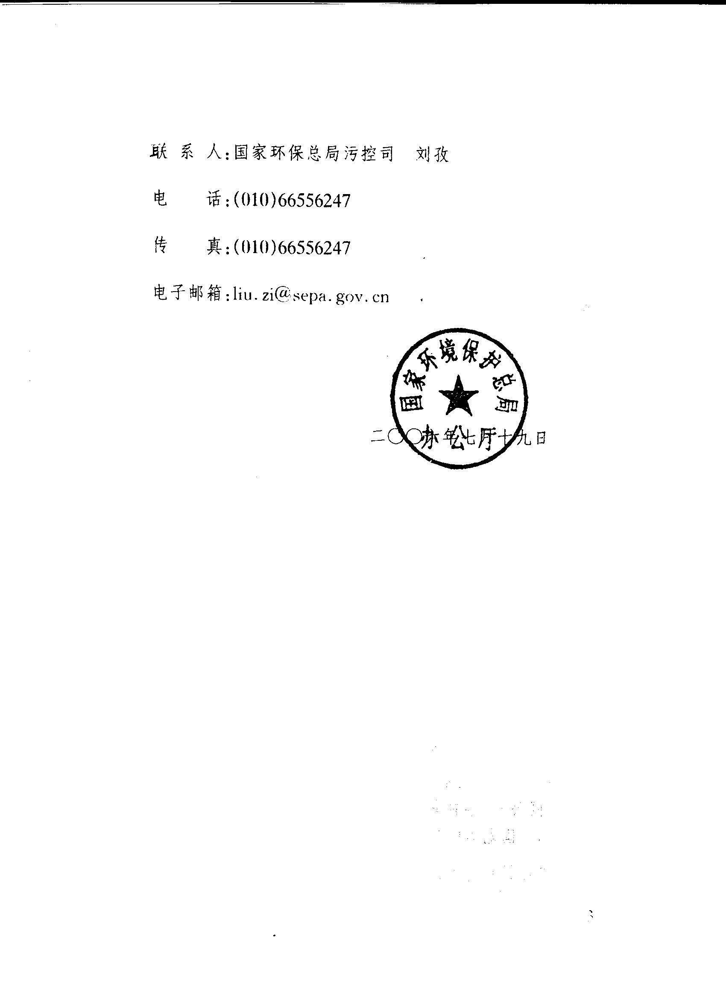 联系人:国家环保总局污控司 刘孜
电话:(010)66556247
传真:(010)66556247
电子邮箱:liu.zi@sepa.gov.cn
国家环境保护总局
办公厅
二〇〇 年七月十九日